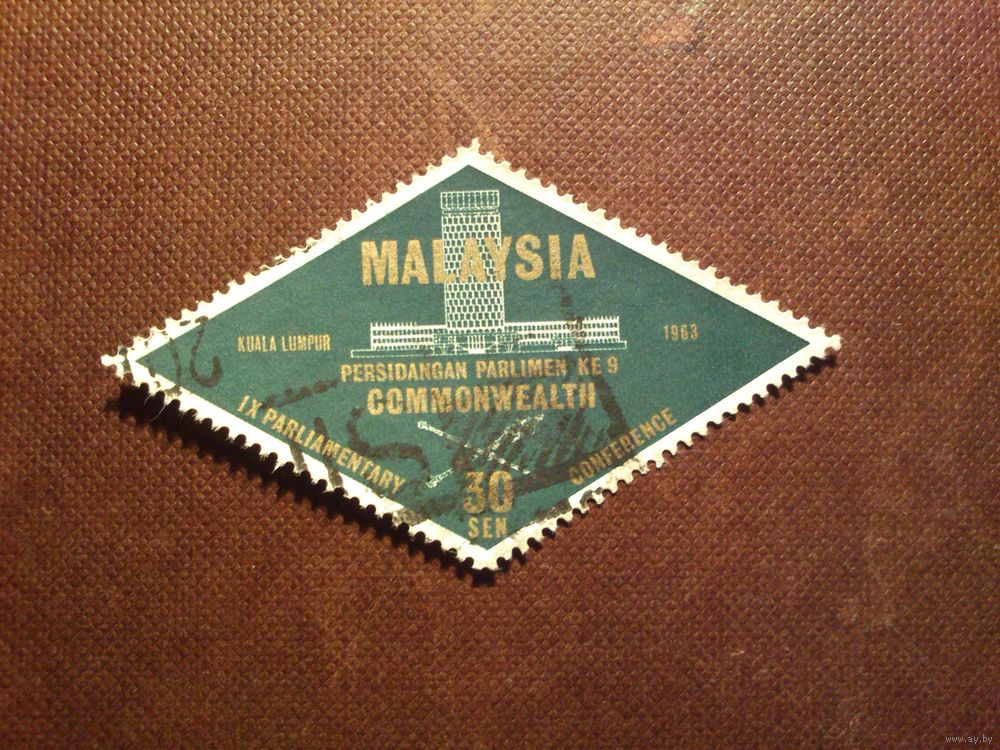 MALAYSIA
KUALA LUMPUR
1963
PERSIDANGAN PARLIMEN KE 9
COMMONWEALTH
IX PARLIAMENTARY
CONFERENCE
30
SEN
www.ay.by